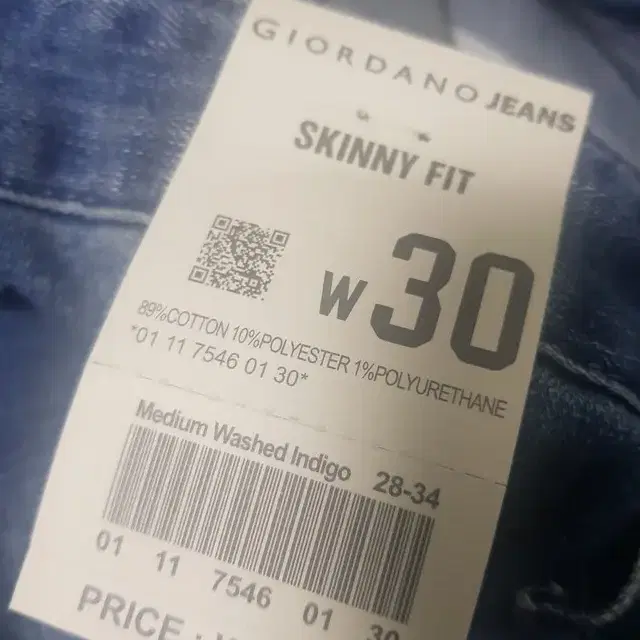 GIORDANO JEANS
SKINNY FIT
W30
89%COTTON 10%POLYESTER 1%POLYURETHANE
*01 11 7546 01 30*
Medium Washed Indigo 28-34
01 11 7546 01 30
PRICE :